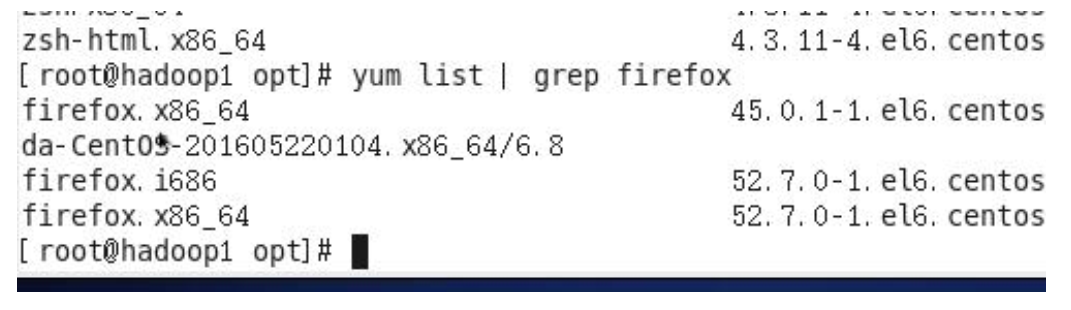 zsh-html.x86_64 4.3.11-4.el6.centos
[root@hadoop1 opt]# yum list | grep firefox
firefox.x86_64 45.0.1-1.el6.centos
da-CentOS-201605220104.x86_64/6.8
firefox.i686 52.7.0-1.el6.centos
firefox.x86_64 52.7.0-1.el6.centos
[root@hadoop1 opt]#